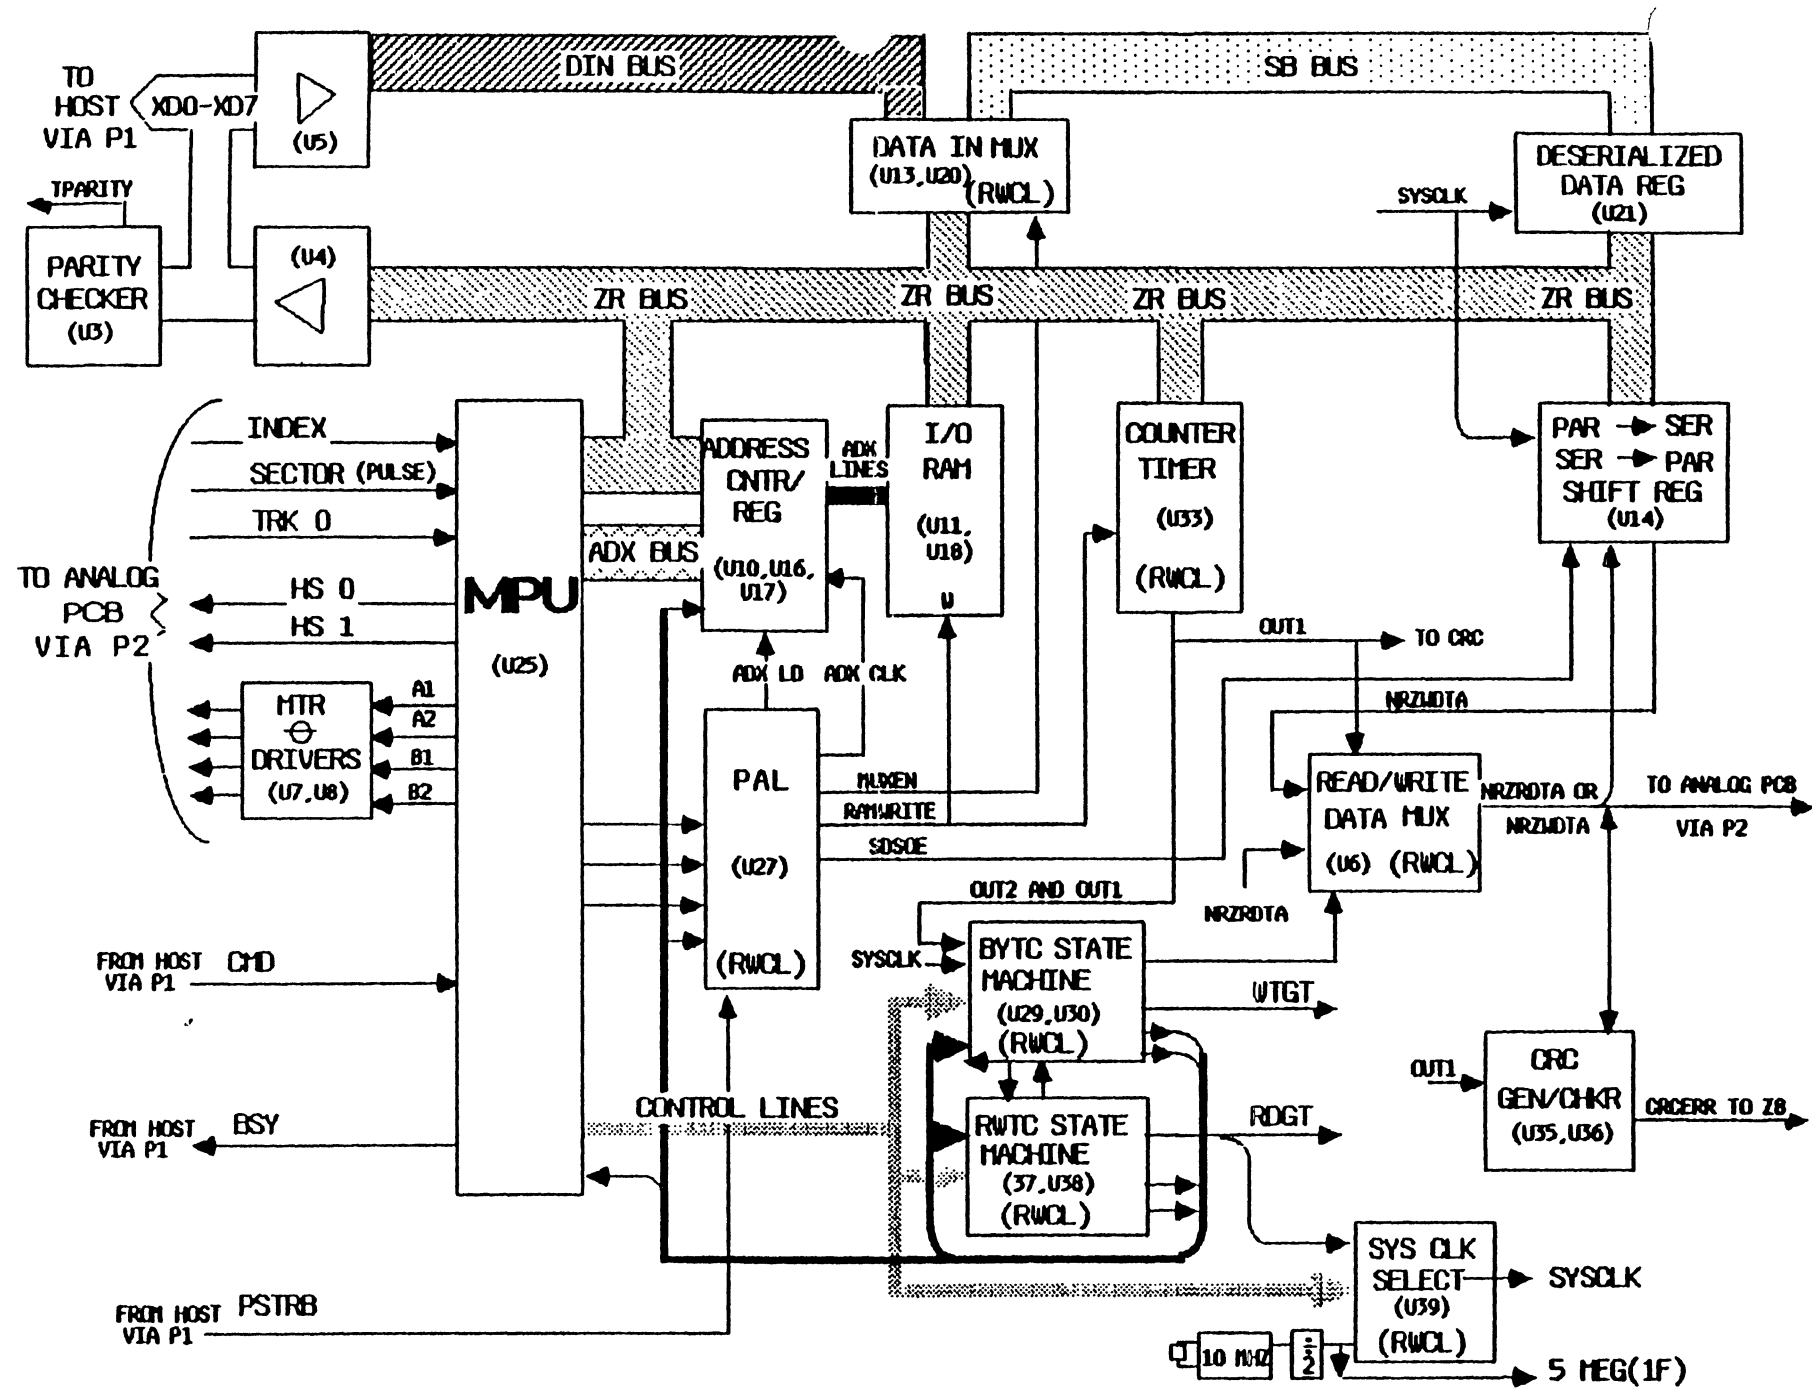 DIN BUS
SB BUS
TO
HOST
VIA P1
XD0-XD7
(U5)
TPARITY
PARITY
CHECKER
(U3)
(U4)
DATA IN MUX
(U13,U20)
(RWCL)
DESERIALIZED
DATA REG
(U21)
SYSCLK
ZR BUS
ZR BUS
ZR BUS
ZR BUS
INDEX
SECTOR (PULSE)
TRK 0
HS 0
HS 1
TO ANALOG
PCB
VIA P2
MTR
DRIVERS
(U7,U8)
A1
A2
B1
B2
MPU
(U25)
ADX BUS
ADDRESS
CNTR/
REG
(U10,U16,
U17)
ADX
LINES
I/O
RAM
(U11,
U18)
W
COUNTER
TIMER
(U33)
(RWCL)
PAR → SER
SER → PAR
SHIFT REG
(U14)
OUT1
TO CRC
ADX LD
ADX CLK
NRZWDTA
PAL
(U27)
(RWCL)
MUXEN
RAMWRITE
SDSOE
READ/WRITE
DATA MUX
(U6) (RWCL)
NRZRDTA OR
NRZWDTA
TO ANALOG PCB
VIA P2
OUT2 AND OUT1
NRZRDTA
SYSCLK
BYTC STATE
MACHINE
(U29,U30)
(RWCL)
WTGT
FROM HOST
VIA P1
CMD
FROM HOST
VIA P1
BSY
CONTROL LINES
RWTC STATE
MACHINE
(37,U38)
(RWCL)
RDGT
OUT1
CRC
GEN/CHKR
(U35,U36)
CRCERR TO Z8
FROM HOST
VIA P1
PSTRB
SYS CLK
SELECT
(U39)
(RWCL)
SYSCLK
10 MHZ
÷2
5 MEG(1F)